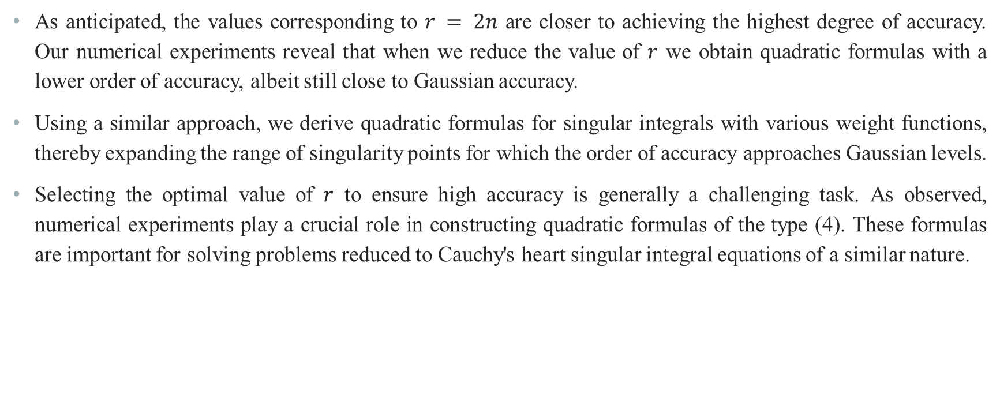 • As anticipated, the values corresponding to r = 2n are closer to achieving the highest degree of accuracy.
Our numerical experiments reveal that when we reduce the value of r we obtain quadratic formulas with a
lower order of accuracy, albeit still close to Gaussian accuracy.
• Using a similar approach, we derive quadratic formulas for singular integrals with various weight functions,
thereby expanding the range of singularity points for which the order of accuracy approaches Gaussian levels.
• Selecting the optimal value of r to ensure high accuracy is generally a challenging task. As observed,
numerical experiments play a crucial role in constructing quadratic formulas of the type (4). These formulas
are important for solving problems reduced to Cauchy's heart singular integral equations of a similar nature.